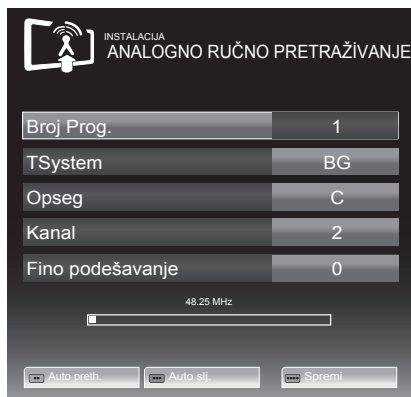 INSTALACIJA
ANALOGNO RUČNO PRETRAŽIVANJE
Broj Prog. 1
TSystem BG
Opseg C
Kanal 2
Fino podešavanje 0
48.25 MHz
Auto preth. Auto slj. Spremi